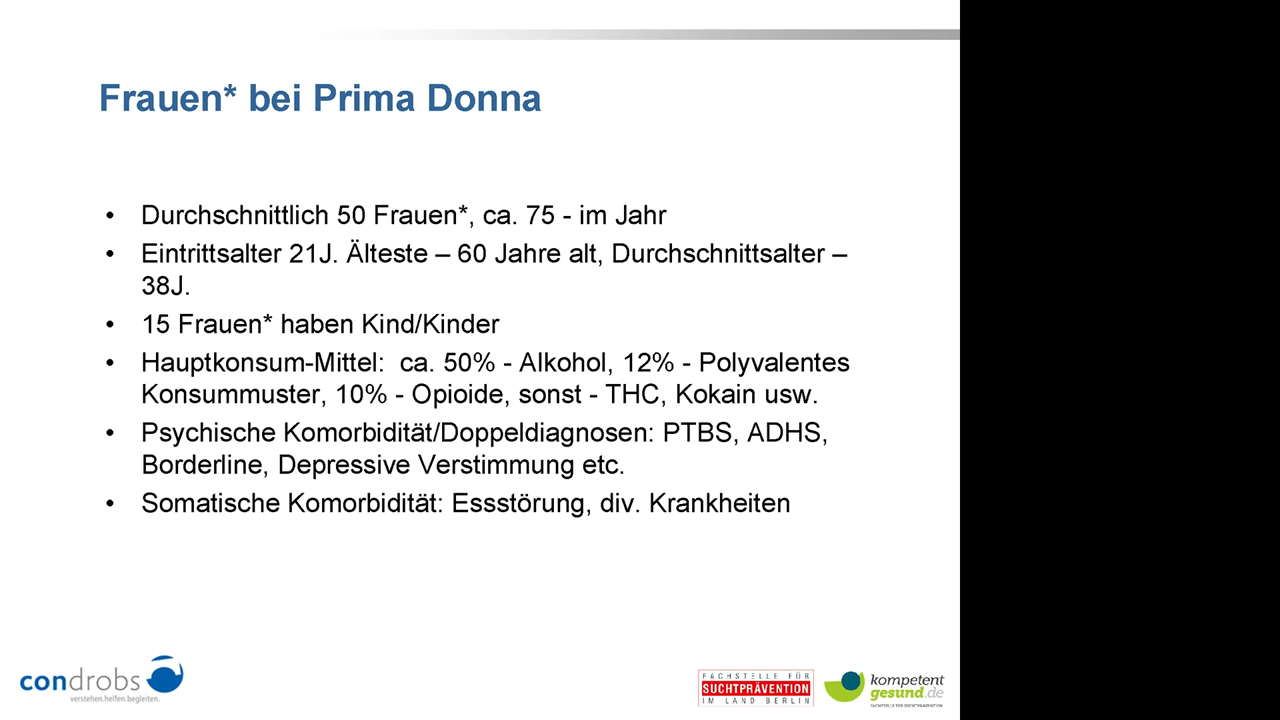 Frauen* bei Prima Donna
• Durchschnittlich 50 Frauen*, ca. 75 - im Jahr
• Eintrittsalter 21J. Älteste – 60 Jahre alt, Durchschnittsalter –
38J.
• 15 Frauen* haben Kind/Kinder
• Hauptkonsum-Mittel:  ca. 50% - Alkohol, 12% - Polyvalentes
Konsummuster, 10% - Opioide, sonst - THC, Kokain usw.
• Psychische Komorbidität/Doppeldiagnosen: PTBS, ADHS,
Borderline, Depressive Verstimmung etc.
• Somatische Komorbidität: Essstörung, div. Krankheiten
condrobs
verstehen.helfen.begleiten.
FACHSTELLE FÜR
SUCHTPRÄVENTION
IM LAND BERLIN
kompetent
gesund.de
FACHSTELLE FÜR SUCHTPRÄVENTION